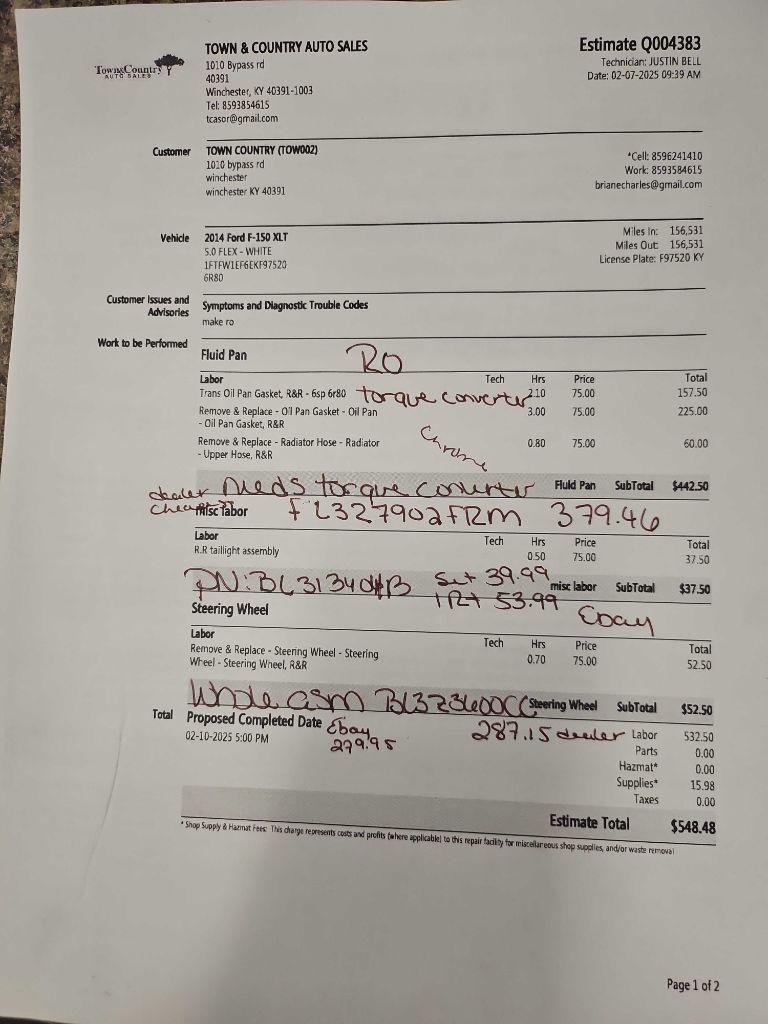 Town&Country
AUTO SALES
TOWN & COUNTRY AUTO SALES
1010 Bypass rd
40391
Winchester, KY 40391-1003
Tel: 8593854615
tcasor@gmail.com
Estimate Q004383
Technician: JUSTIN BELL
Date: 02-07-2025 09:39 AM
Customer
TOWN COUNTRY (TOW002)
1010 bypass rd
winchester
winchester KY 40391
*Cell: 8596241410
Work: 8593584615
brianecharles@gmail.com
Vehicle
2014 Ford F-150 XLT
5.0 FLEX - WHITE
1FTFW1EF6EKF97520
6R80
Miles In: 156,531
Miles Out: 156,531
License Plate: F97520 KY
Customer Issues and Advisories
Symptoms and Diagnostic Trouble Codes
make ro
Work to be Performed
Fluid Pan RO
Labor Tech Hrs Price Total
Trans Oil Pan Gasket, R&R - 6sp 6r80 torque converter 2.10 75.00 157.50
Remove & Replace - Oil Pan Gasket - Oil Pan 3.00 75.00 225.00
- Oil Pan Gasket, R&R
Chrome
Remove & Replace - Radiator Hose - Radiator 0.80 75.00 60.00
- Upper Hose, R&R
dealer needs torque converter Fluid Pan SubTotal $442.50
misc labor FL3Z7902FRM 379.46
Labor Tech Hrs Price Total
R.R taillight assembly 0.50 75.00 37.50
PN: Set 39.99 misc labor SubTotal $37.50
53.99
Steering Wheel Ebay
Labor Tech Hrs Price Total
Remove & Replace - Steering Wheel - Steering 0.70 75.00 52.50
Wheel - Steering Wheel, R&R
Whole asm BL3Z3600CC Steering Wheel SubTotal $52.50
Total
Proposed Completed Date Ebay 287.15 dealer
02-10-2025 5:00 PM 279.95
Labor 532.50
Parts 0.00
Hazmat* 0.00
Supplies* 15.98
Taxes 0.00
Estimate Total $548.48
* Shop Supply & Hazmat Fees: This charge represents costs and profits (where applicable) to this repair facility for miscellaneous shop supplies, and/or waste removal
Page 1 of 2